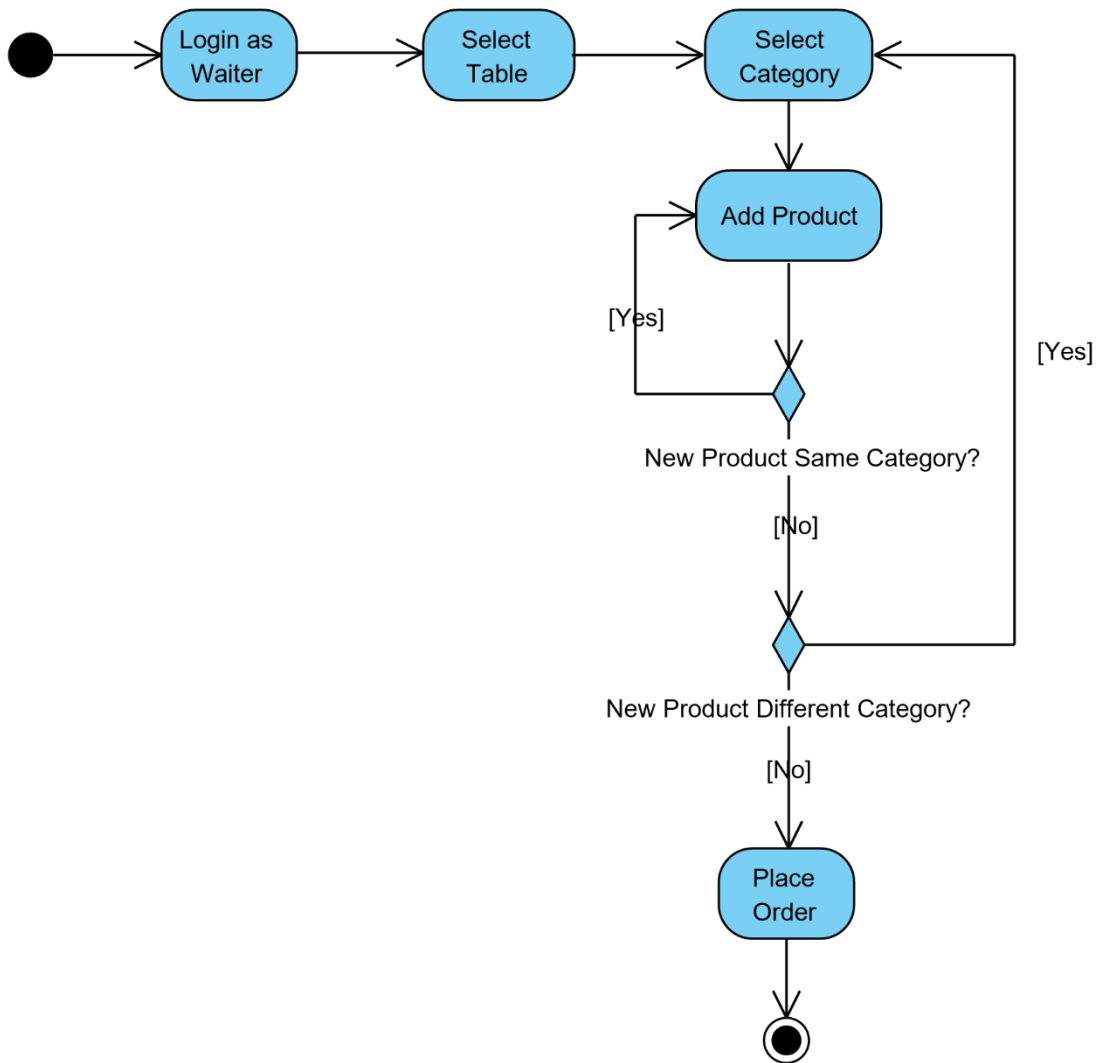 Login as
Waiter
Select
Table
Select
Category
Add Product
[Yes]
[Yes]
New Product Same Category?
[No]
New Product Different Category?
[No]
Place
Order